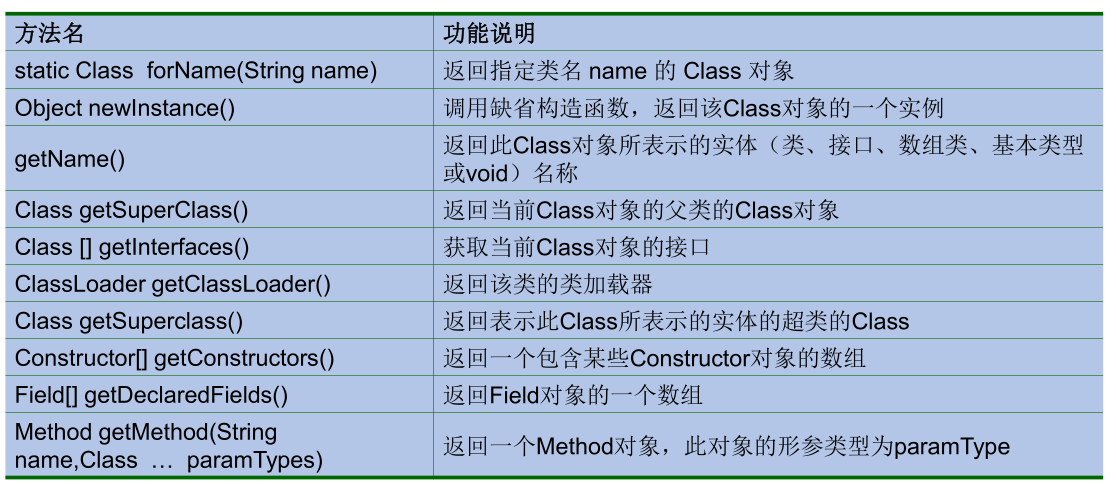 方法名 功能说明
static Class forName(String name) 返回指定类名 name 的 Class 对象
Object newInstance() 调用缺省构造函数，返回该Class对象的一个实例
getName() 返回此Class对象所表示的实体（类、接口、数组类、基本类型
或void）名称
Class getSuperClass() 返回当前Class对象的父类的Class对象
Class [] getInterfaces() 获取当前Class对象的接口
ClassLoader getClassLoader() 返回该类的类加载器
Class getSuperclass() 返回表示此Class所表示的实体的超类的Class
Constructor[] getConstructors() 返回一个包含某些Constructor对象的数组
Field[] getDeclaredFields() 返回Field对象的一个数组
Method getMethod(String
name,Class … paramTypes) 返回一个Method对象，此对象的形参类型为paramType